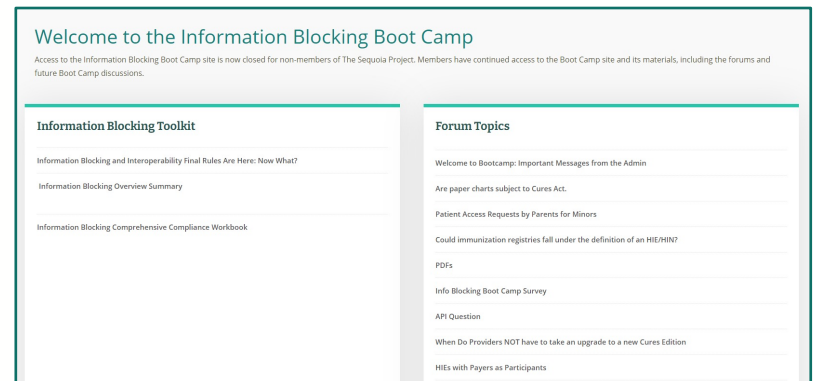 Welcome to the Information Blocking Boot Camp
Access to the Information Blocking Boot Camp site is now closed for non-members of The Sequoia Project. Members have continued access to the Boot Camp site and its materials, including the forums and
future Boot Camp discussions.
Information Blocking Toolkit
Information Blocking and Interoperability Final Rules Are Here: Now What?
Information Blocking Overview Summary
Information Blocking Comprehensive Compliance Workbook
Forum Topics
Welcome to Bootcamp: Important Messages from the Admin
Are paper charts subject to Cures Act.
Patient Access Requests by Parents for Minors
Could immunization registries fall under the definition of an HIE/HIN?
PDFs
Info Blocking Boot Camp Survey
API Question
When Do Providers NOT have to take an upgrade to a new Cures Edition
HIEs with Payers as Participants